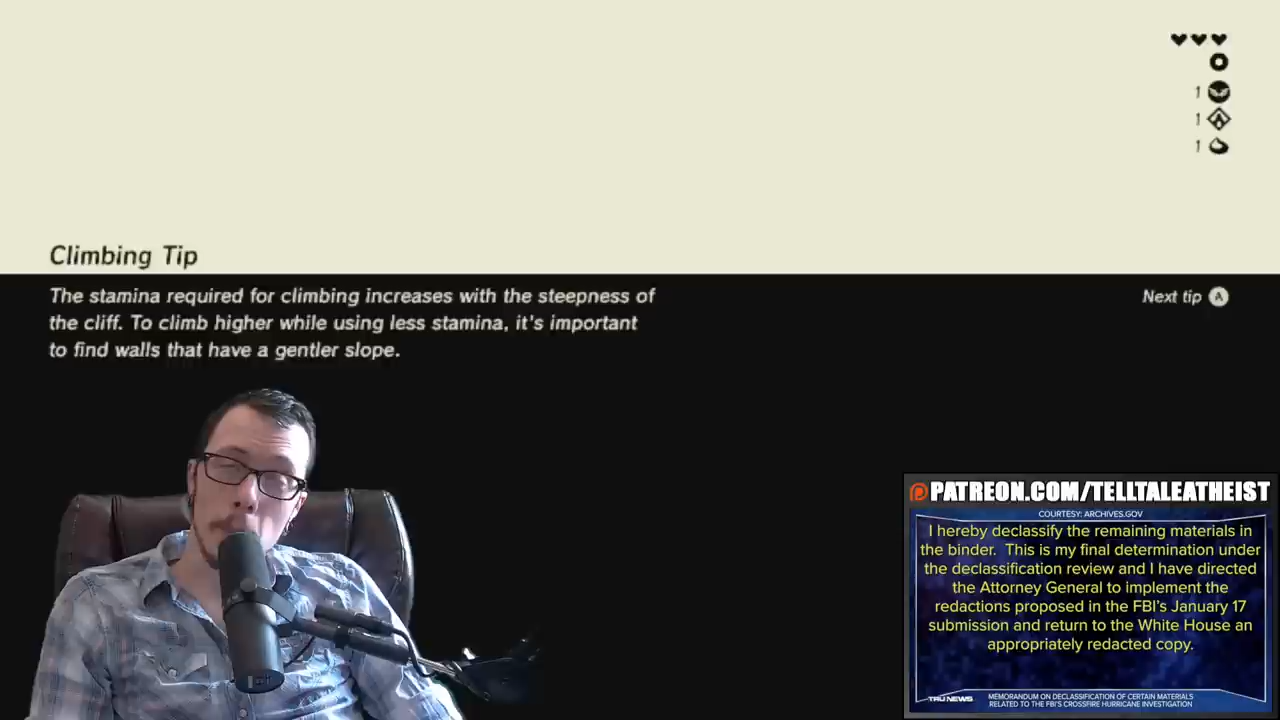 1
1
1
Climbing Tip
The stamina required for climbing increases with the steepness of
the cliff. To climb higher while using less stamina, it's important
to find walls that have a gentler slope.
Next tip A
PATREON.COM/TELLTALEATHEIST
COURTESY: ARCHIVES.GOV
I hereby declassify the remaining materials in
the binder. This is my final determination under
the declassification review and I have directed
the Attorney General to implement the
redactions proposed in the FBI's January 17
submission and return to the White House an
appropriately redacted copy.
TRUNEWS
MEMORANDUM ON DECLASSIFICATION OF CERTAIN MATERIALS
RELATED TO THE FBI'S CROSSFIRE HURRICANE INVESTIGATION